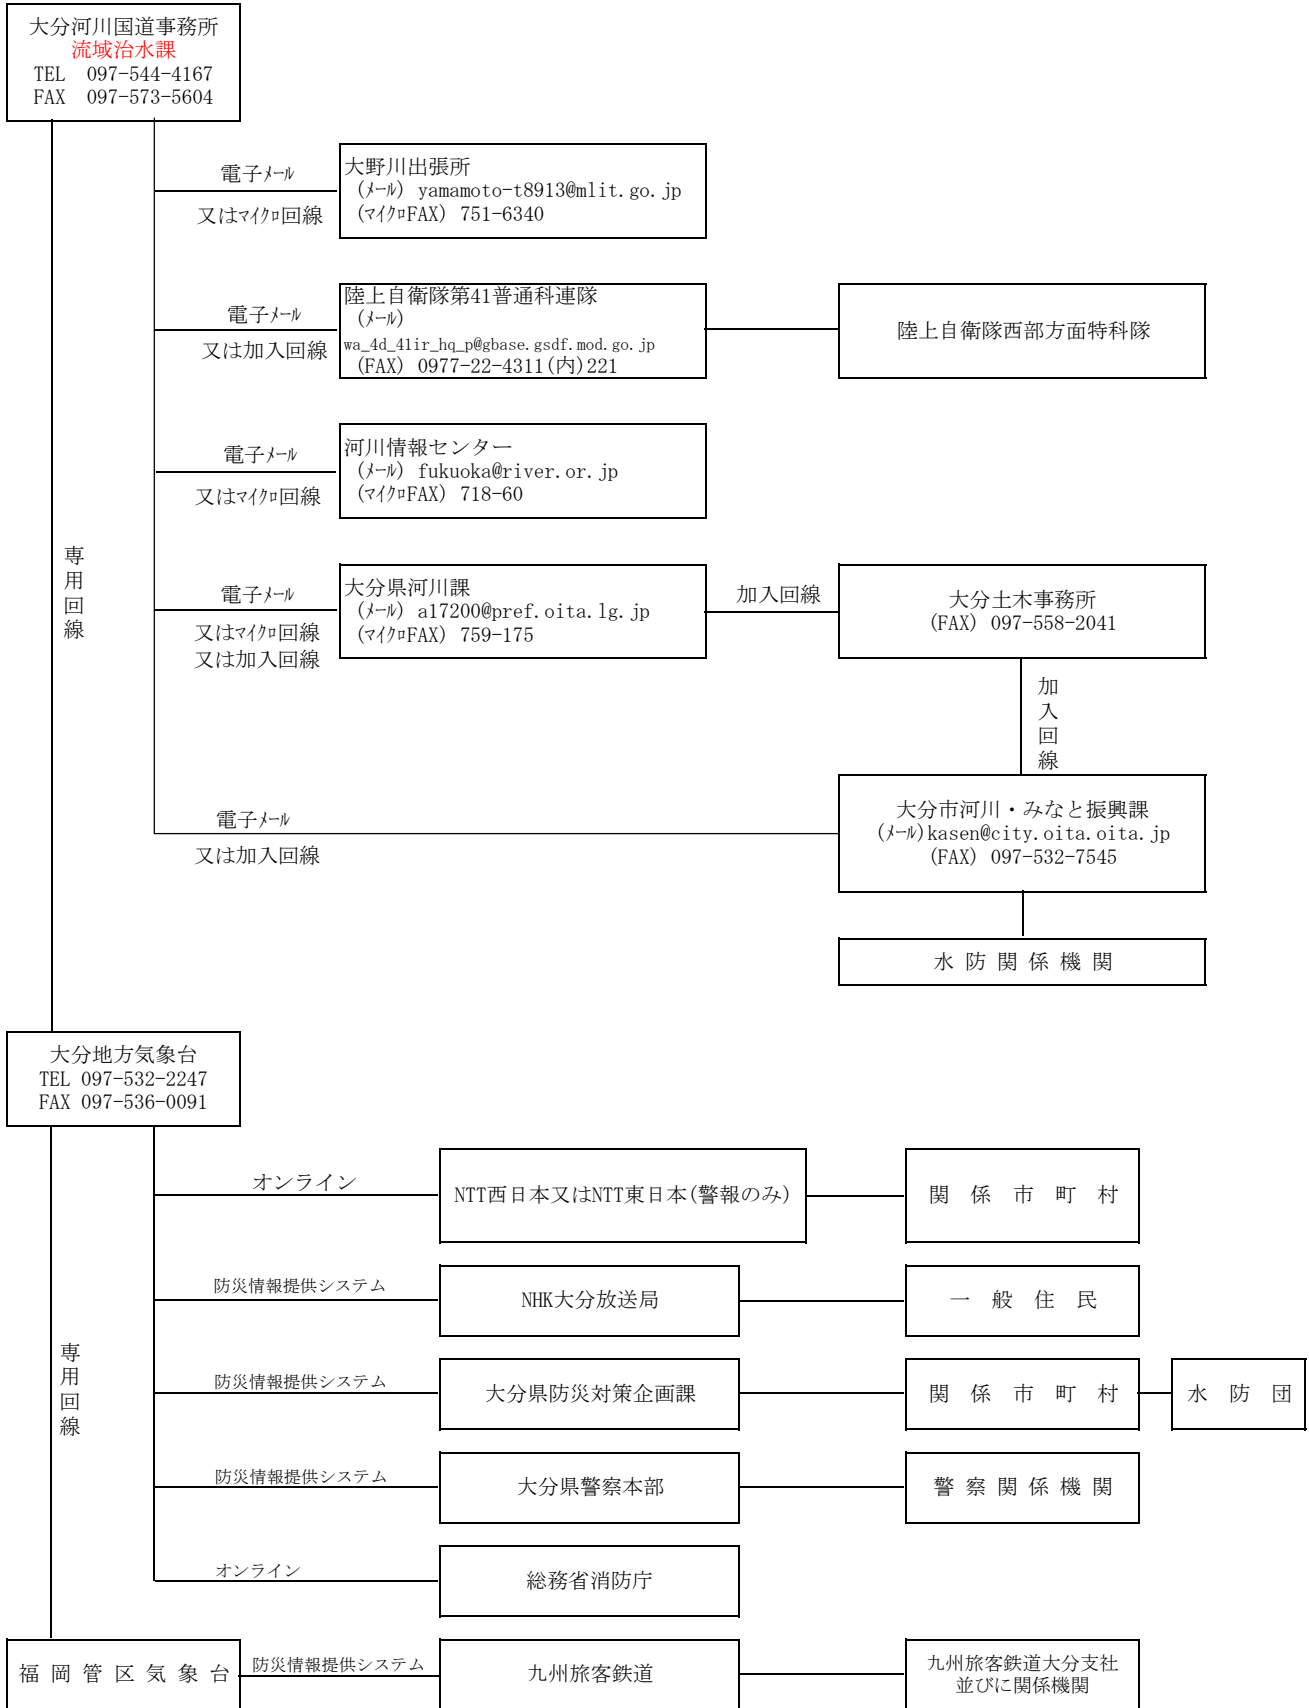 大分河川国道事務所
流域治水課
TEL　097-544-4167
FAX　097-573-5604
専用回線
電子ﾒｰﾙ
又はﾏｲｸﾛ回線
大野川出張所
(ﾒｰﾙ) yamamoto-t8913@mlit.go.jp
(ﾏｲｸﾛFAX) 751-6340
電子ﾒｰﾙ
又は加入回線
陸上自衛隊第41普通科連隊
(ﾒｰﾙ)
wa_4d_41ir_hq_p@gbase.gsdf.mod.go.jp
(FAX) 0977-22-4311(内)221
陸上自衛隊西部方面特科隊
電子ﾒｰﾙ
又はﾏｲｸﾛ回線
河川情報センター
(ﾒｰﾙ) fukuoka@river.or.jp
(ﾏｲｸﾛFAX) 718-60
電子ﾒｰﾙ
又はﾏｲｸﾛ回線
又は加入回線
大分県河川課
(ﾒｰﾙ) a17200@pref.oita.lg.jp
(ﾏｲｸﾛFAX) 759-175
加入回線
大分土木事務所
(FAX) 097-558-2041
加入回線
電子ﾒｰﾙ
又は加入回線
大分市河川・みなと振興課
(ﾒｰﾙ)kasen@city.oita.oita.jp
(FAX) 097-532-7545
水防関係機関
大分地方気象台
TEL 097-532-2247
FAX 097-536-0091
専用回線
オンライン
NTT西日本又はNTT東日本(警報のみ)
関係市町村
防災情報提供システム
NHK大分放送局
一般住民
防災情報提供システム
大分県防災対策企画課
関係市町村
水防団
防災情報提供システム
大分県警察本部
警察関係機関
オンライン
総務省消防庁
福岡管区気象台
防災情報提供システム
九州旅客鉄道
九州旅客鉄道大分支社
並びに関係機関